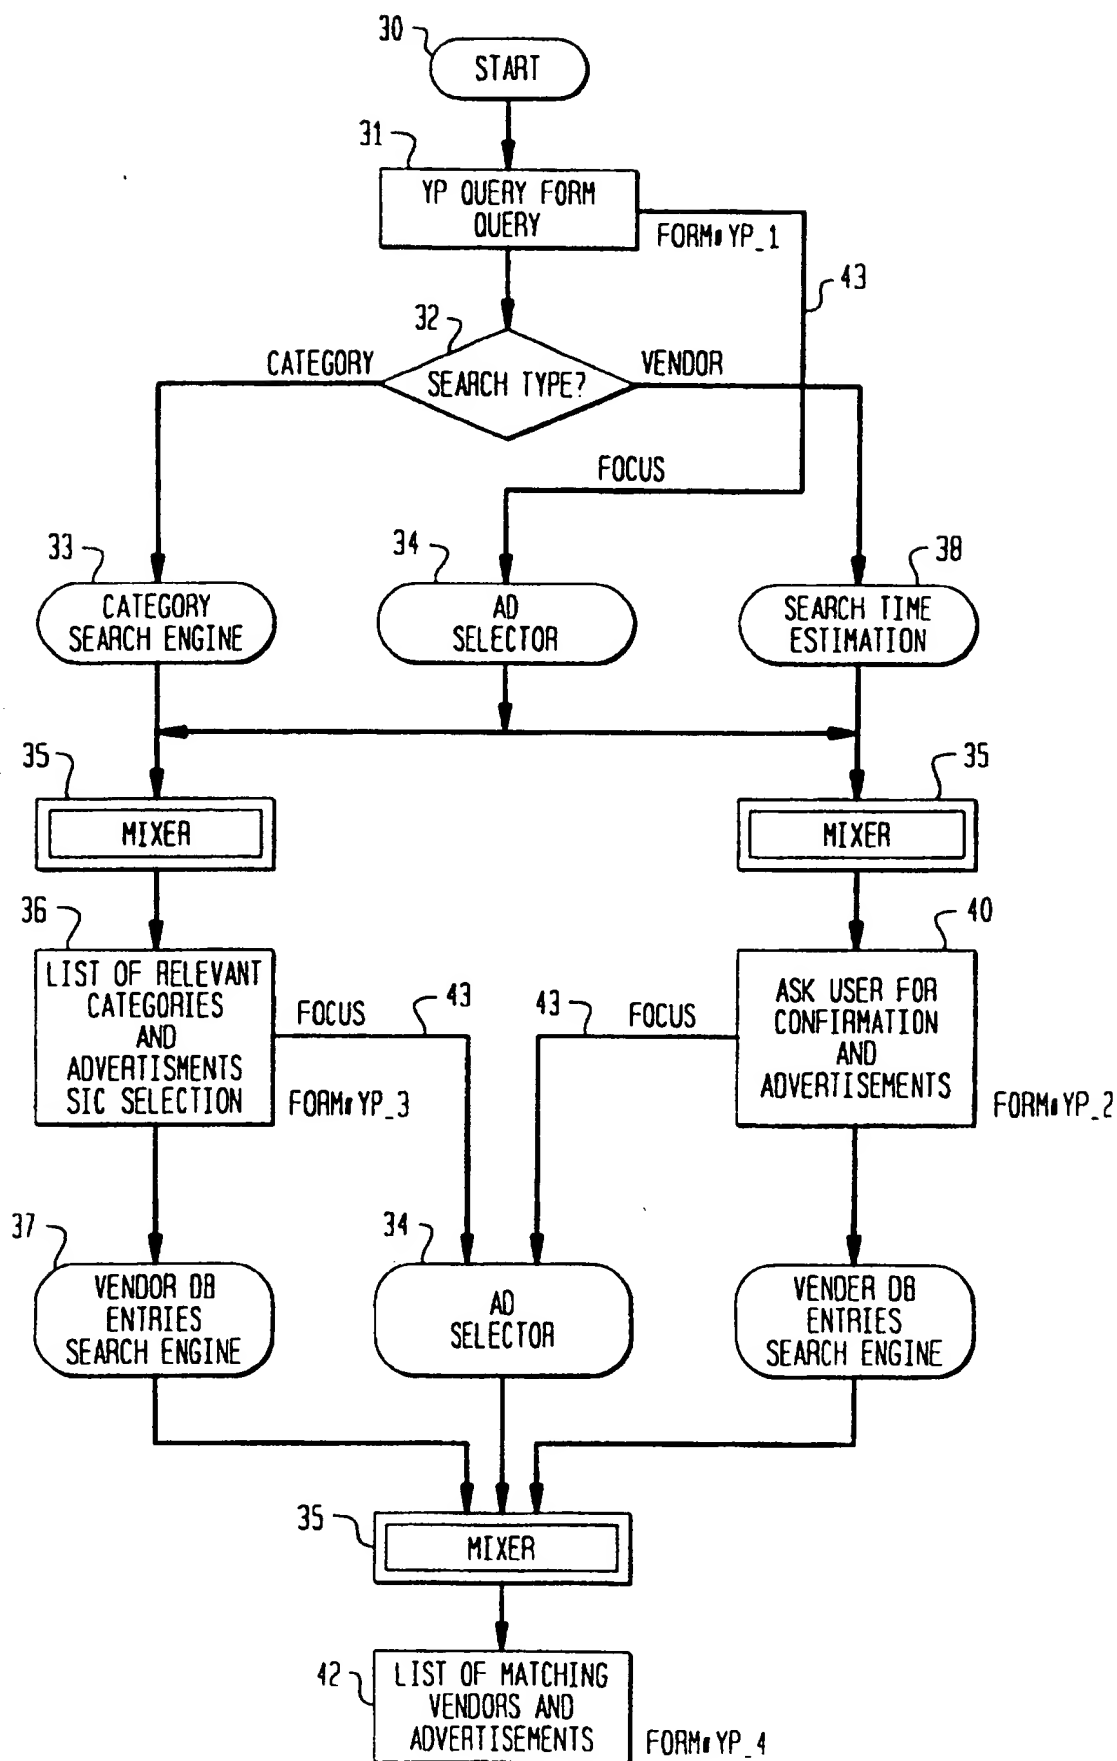 30
START
31
YP QUERY FORM
QUERY
FORM#YP_1
43
32
CATEGORY
SEARCH TYPE?
VENDOR
FOCUS
33
34
38
CATEGORY
SEARCH ENGINE
AD
SELECTOR
SEARCH TIME
ESTIMATION
35
35
MIXER
MIXER
36
40
LIST OF RELEVANT
CATEGORIES
AND
ADVERTISMENTS
SIC SELECTION
FOCUS
43
43
FOCUS
ASK USER FOR
CONFIRMATION
AND
ADVERTISEMENTS
FORM#YP_3
FORM#YP_2
37
34
VENDOR DB
ENTRIES
SEARCH ENGINE
AD
SELECTOR
VENDER DB
ENTRIES
SEARCH ENGINE
35
MIXER
42
LIST OF MATCHING
VENDORS AND
ADVERTISEMENTS
FORM#YP_4